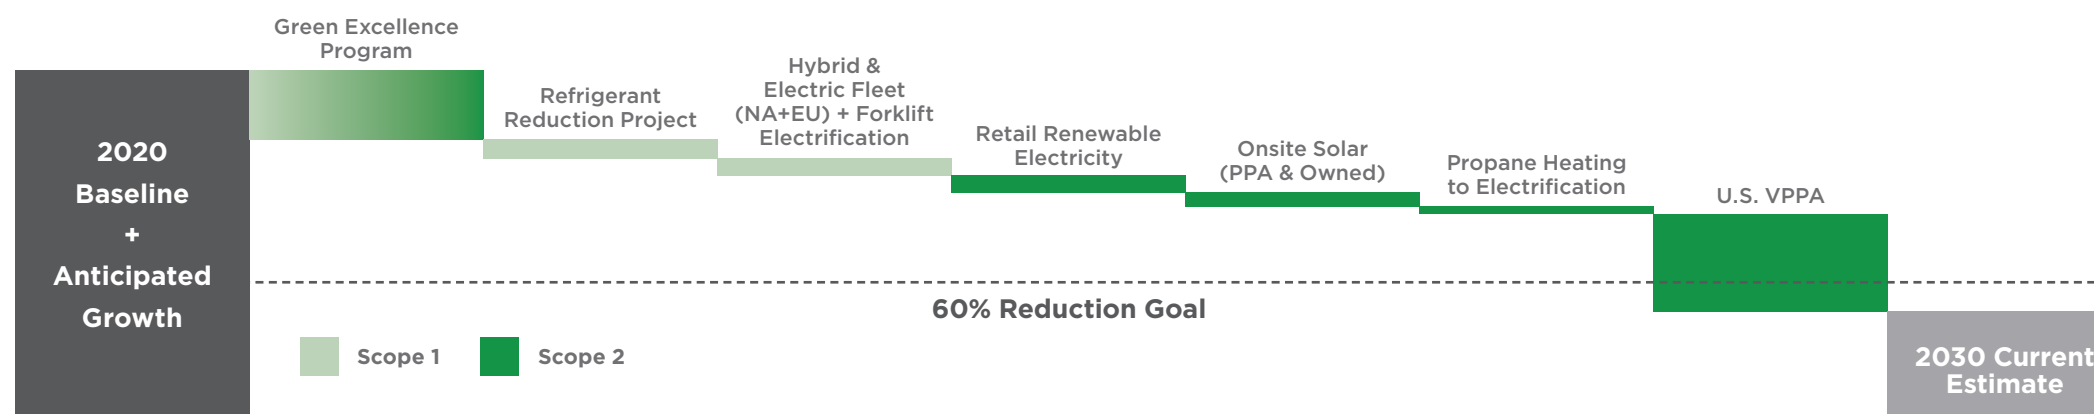 Green Excellence
Program
Refrigerant
Reduction Project
Hybrid &
Electric Fleet
(NA+EU) + Forklift
Electrification
Retail Renewable
Electricity
Onsite Solar
(PPA & Owned)
Propane Heating
to Electrification
U.S. VPPA
2020
Baseline
+
Anticipated
Growth
60% Reduction Goal
Scope 1
Scope 2
2030 Current
Estimate